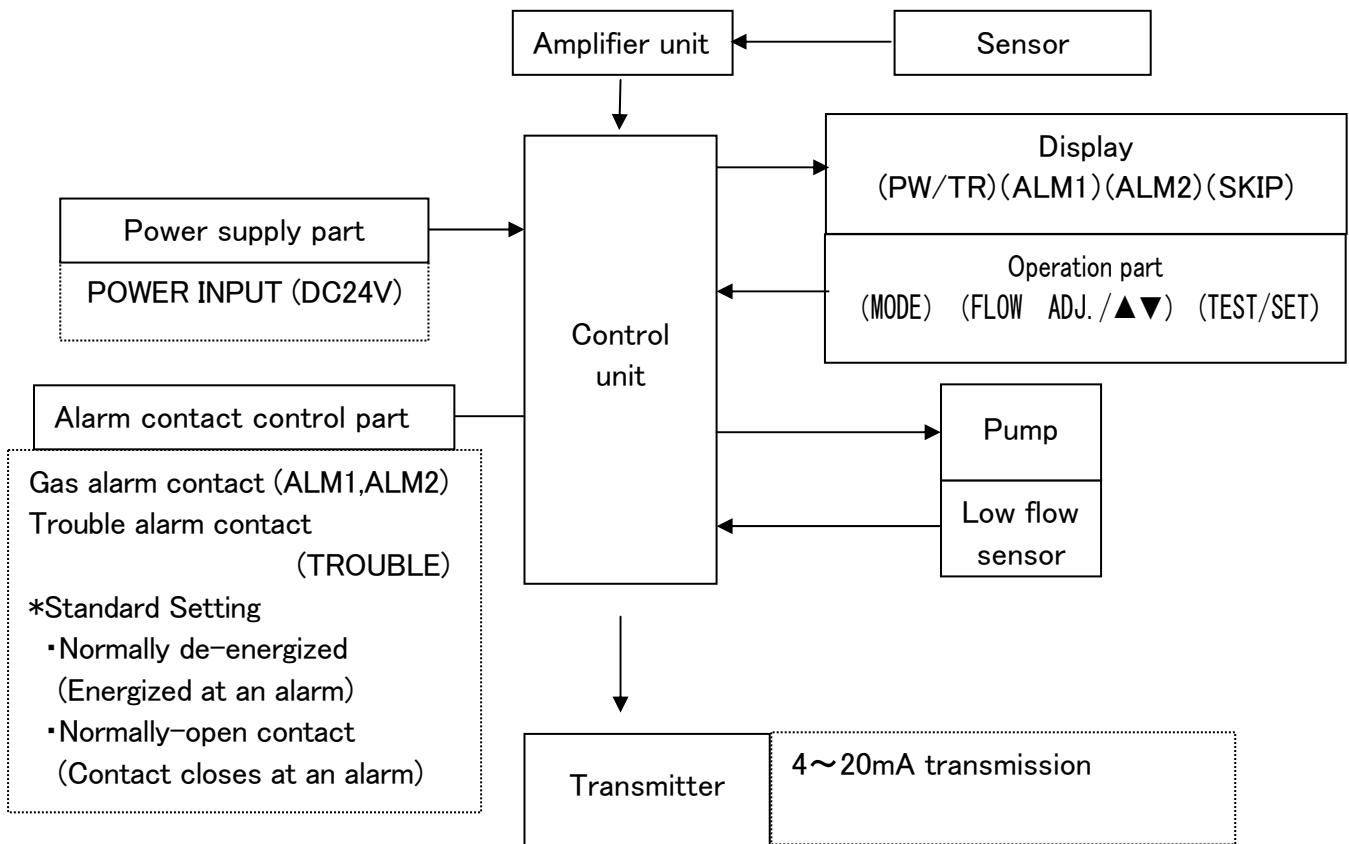 Amplifier unit
Sensor
Display
(PW/TR)(ALM1)(ALM2)(SKIP)
Power supply part
POWER INPUT (DC24V)
Operation part
(MODE) (FLOW ADJ./▲▼) (TEST/SET)
Control
unit
Alarm contact control part
Gas alarm contact (ALM1,ALM2)
Trouble alarm contact
(TROUBLE)
*Standard Setting
・Normally de-energized
(Energized at an alarm)
・Normally-open contact
(Contact closes at an alarm)
Pump
Low flow
sensor
Transmitter
4～20mA transmission